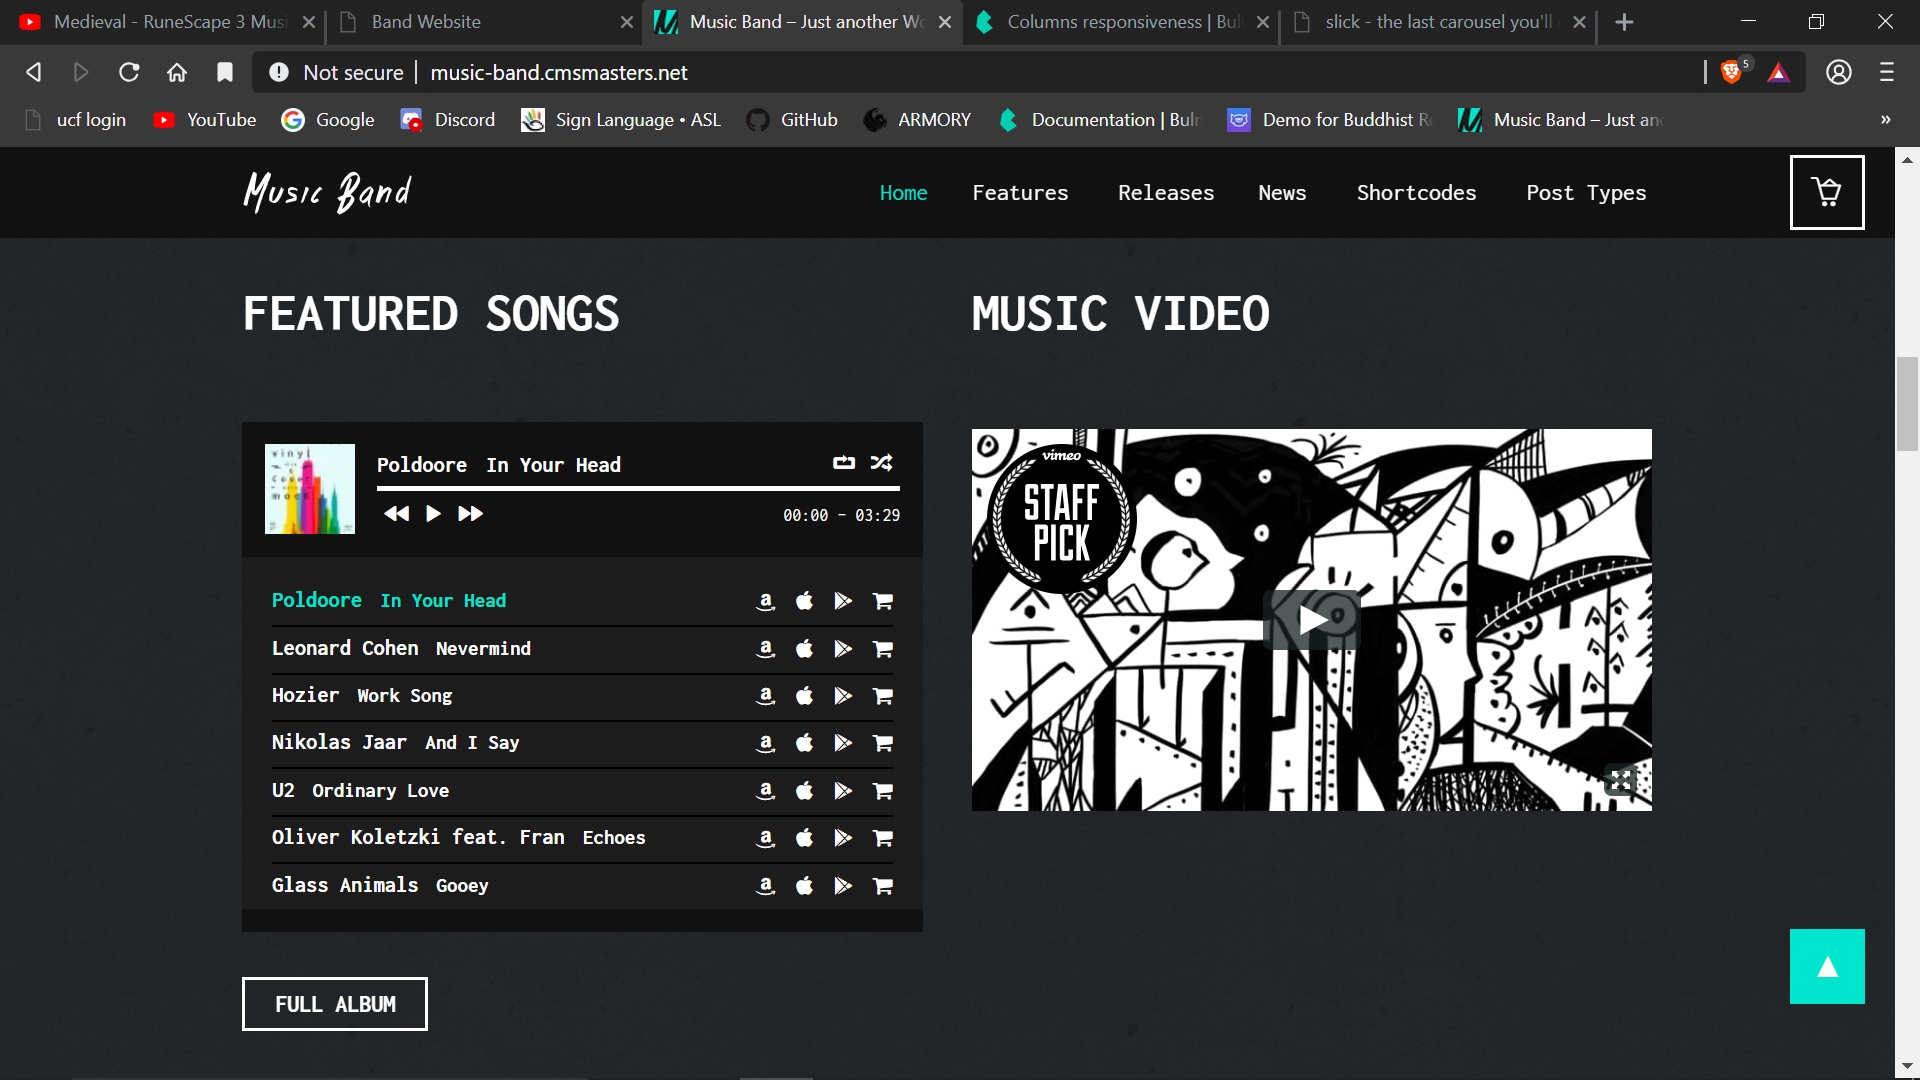 Medieval - RuneScape 3 Musi
Band Website
Music Band – Just another Wo
Columns responsiveness | Bul
slick - the last carousel you'll
Not secure
music-band.cmsmasters.net
5
ucf login
YouTube
Google
Discord
Sign Language • ASL
GitHub
ARMORY
Documentation | Buln
Demo for Buddhist Re
Music Band – Just an
»
Music Band
Home
Features
Releases
News
Shortcodes
Post Types
FEATURED SONGS
MUSIC VIDEO
vinyl
Cover
mock
Poldoore In Your Head
00:00 - 03:29
Poldoore In Your Head
Leonard Cohen Nevermind
Hozier Work Song
Nikolas Jaar And I Say
U2 Ordinary Love
Oliver Koletzki feat. Fran Echoes
Glass Animals Gooey
vimeo
STAFF
PICK
FULL ALBUM